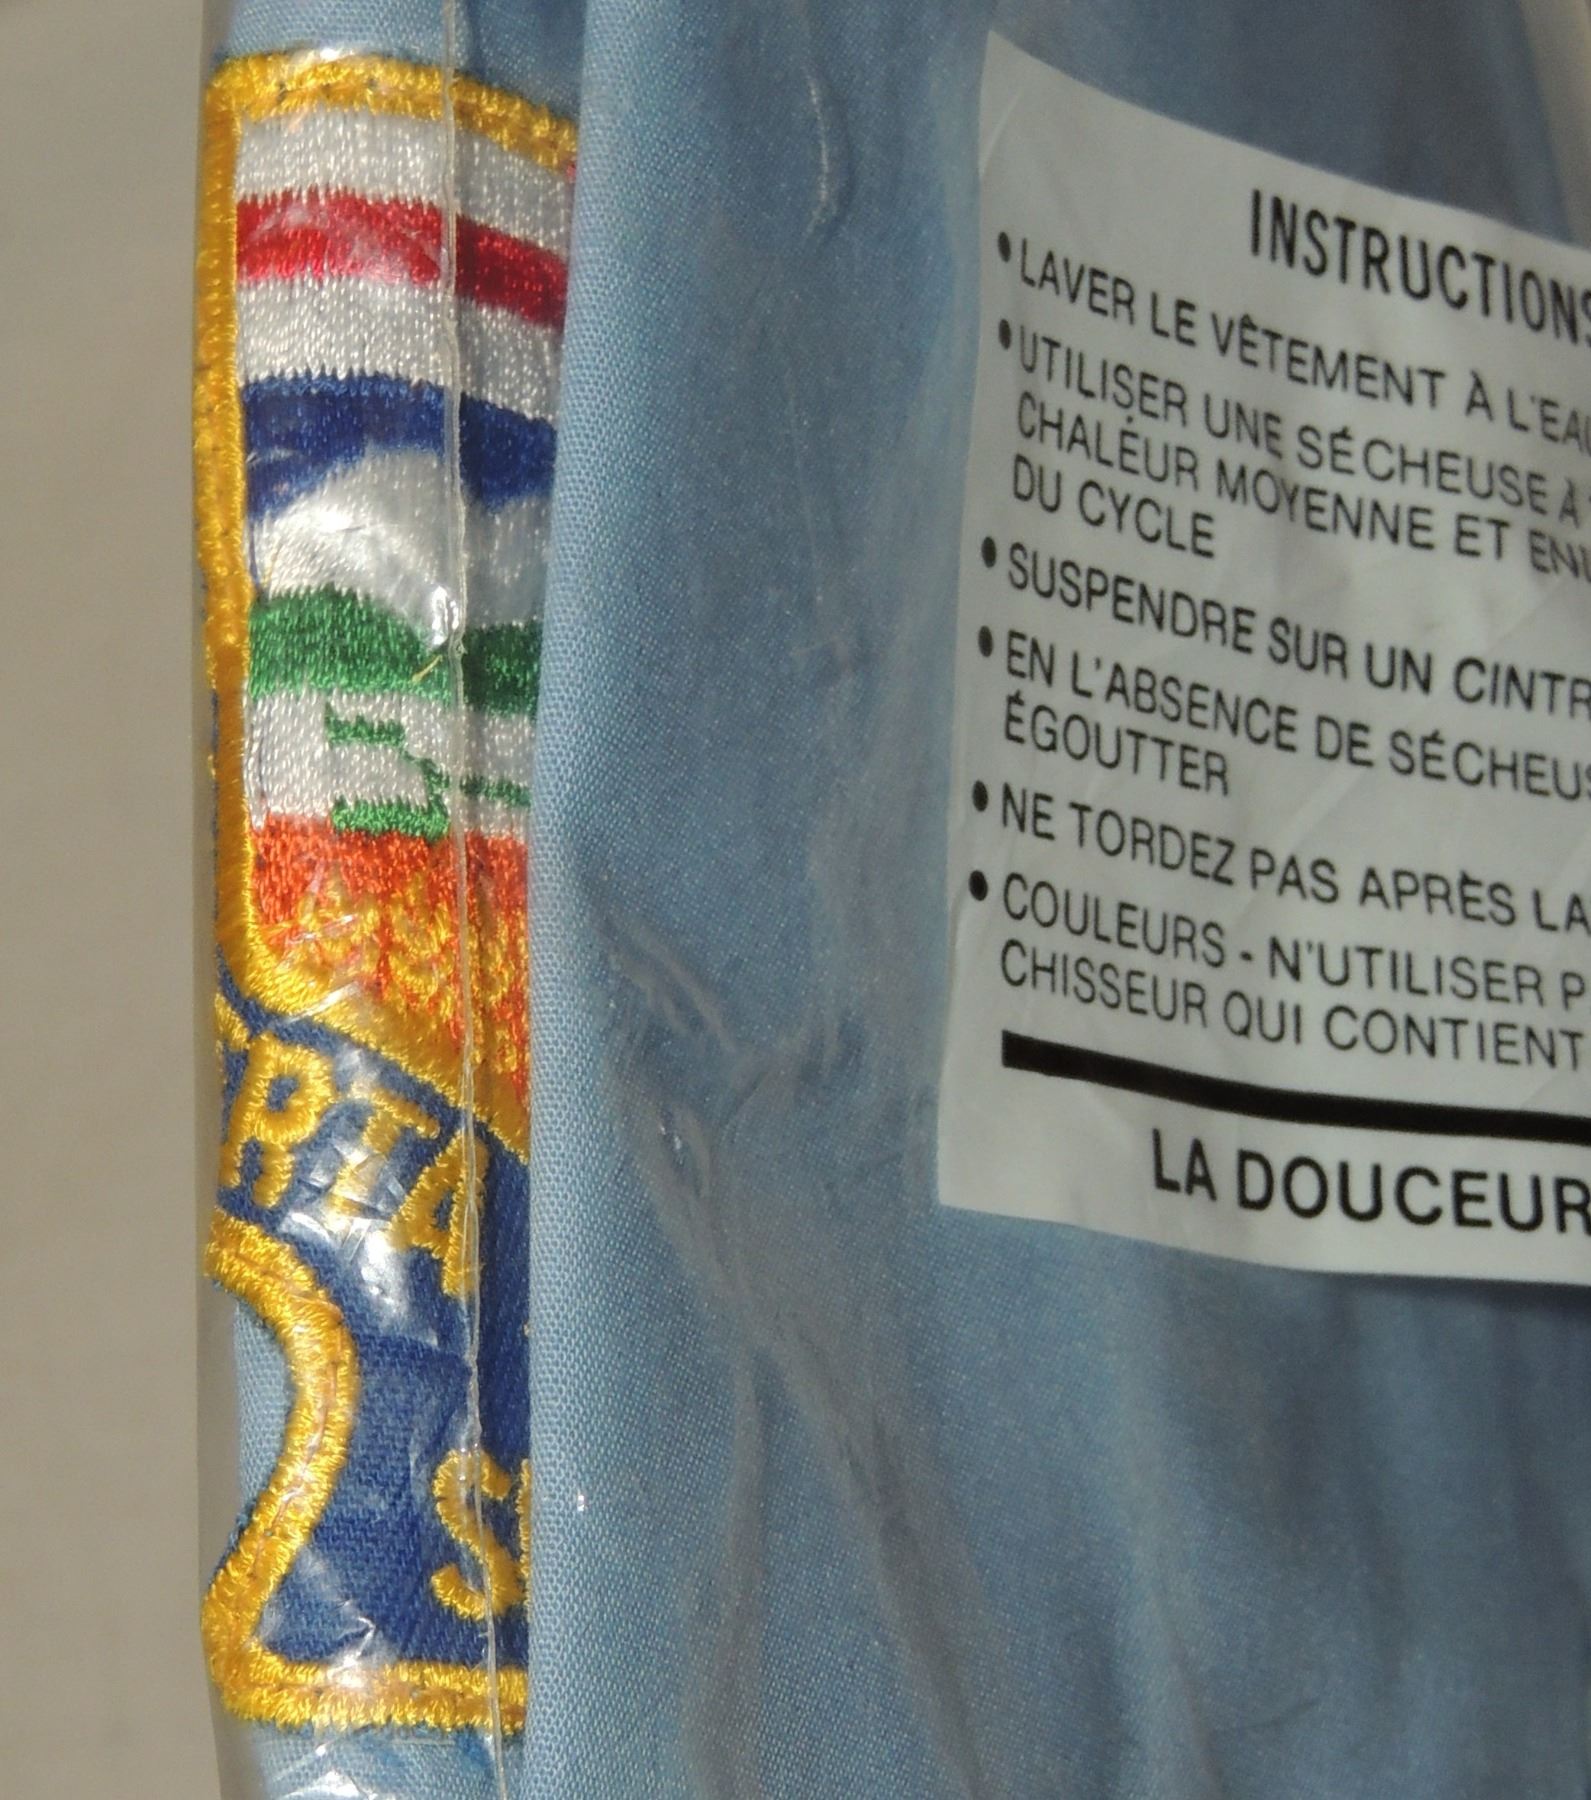 INSTRUCTIONS
• LAVER LE VÊTEMENT À L'EAU
• UTILISER UNE SÉCHEUSE À
CHALEUR MOYENNE ET
DU CYCLE
• SUSPENDRE SUR UN
• EN L'ABSENCE DE
ÉGOUTTER
• NE TORDEZ PAS APRÈS
• COULEURS - N'UTILISER
CHISSEUR QUI CONTIENT
LA DOUCEUR